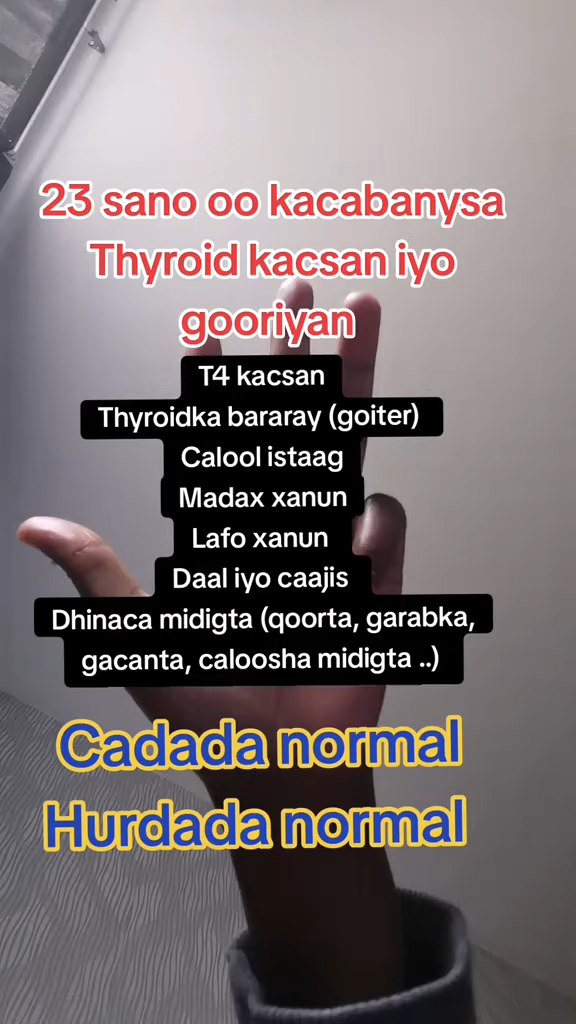 23 sano oo kacabanysa
Thyroid kacsan iyo
gooriyan
T4 kacsan
Thyroidka bararay (goiter)
Calool istaag
Madax xanun
Lafo xanun
Daal iyo caajis
Dhinaca midigta (qoorta, garabka,
gacanta, caloosha midigta ..)
Cadada normal
Hurdada normal